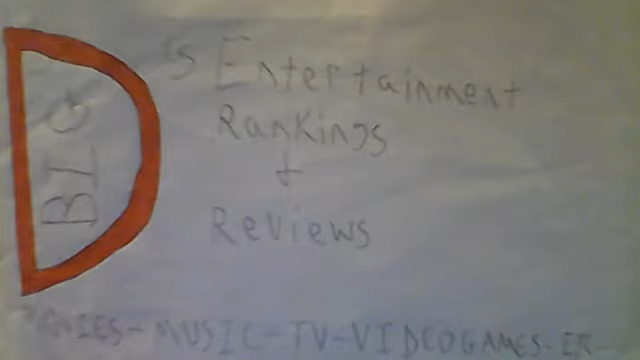 BIG
D
's Entertainment
Rankings
+
Reviews
MOVIES-MUSIC-TV-VIDEOGAMES-